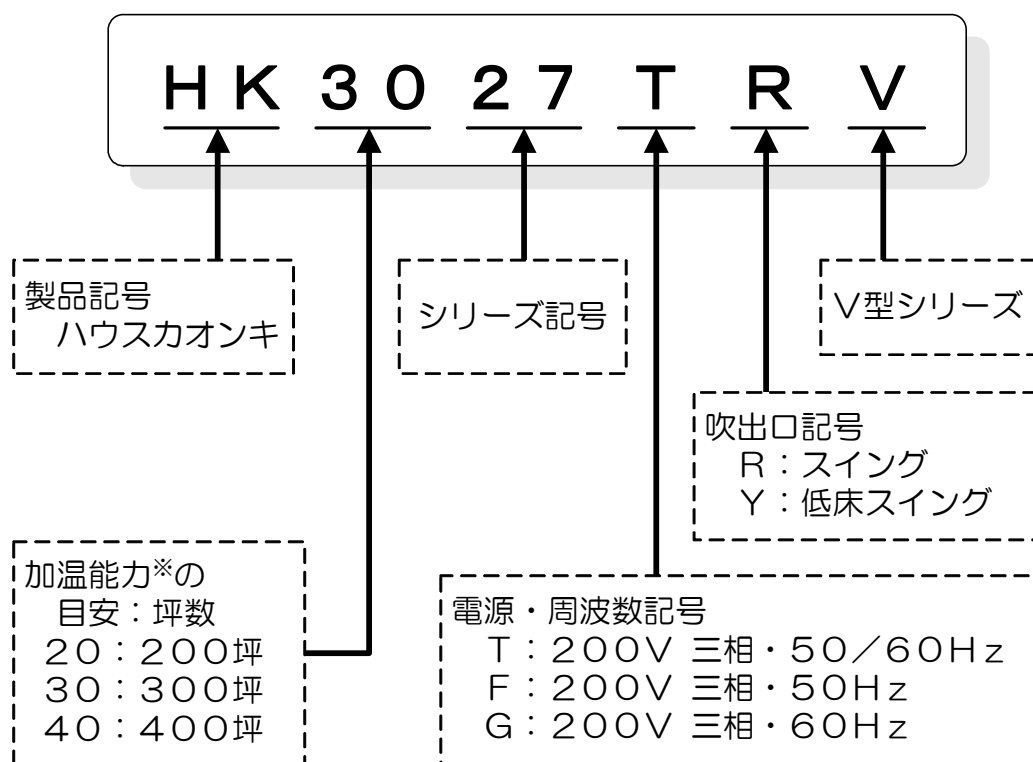 HK3027TRV
製品記号
ハウスカオンキ
シリーズ記号
V型シリーズ
吹出口記号
R：スイング
Y：低床スイング
加温能力※の
目安：坪数
20：200坪
30：300坪
40：400坪
電源・周波数記号
T：200V 三相・50／60Hz
F：200V 三相・50Hz
G：200V 三相・60Hz